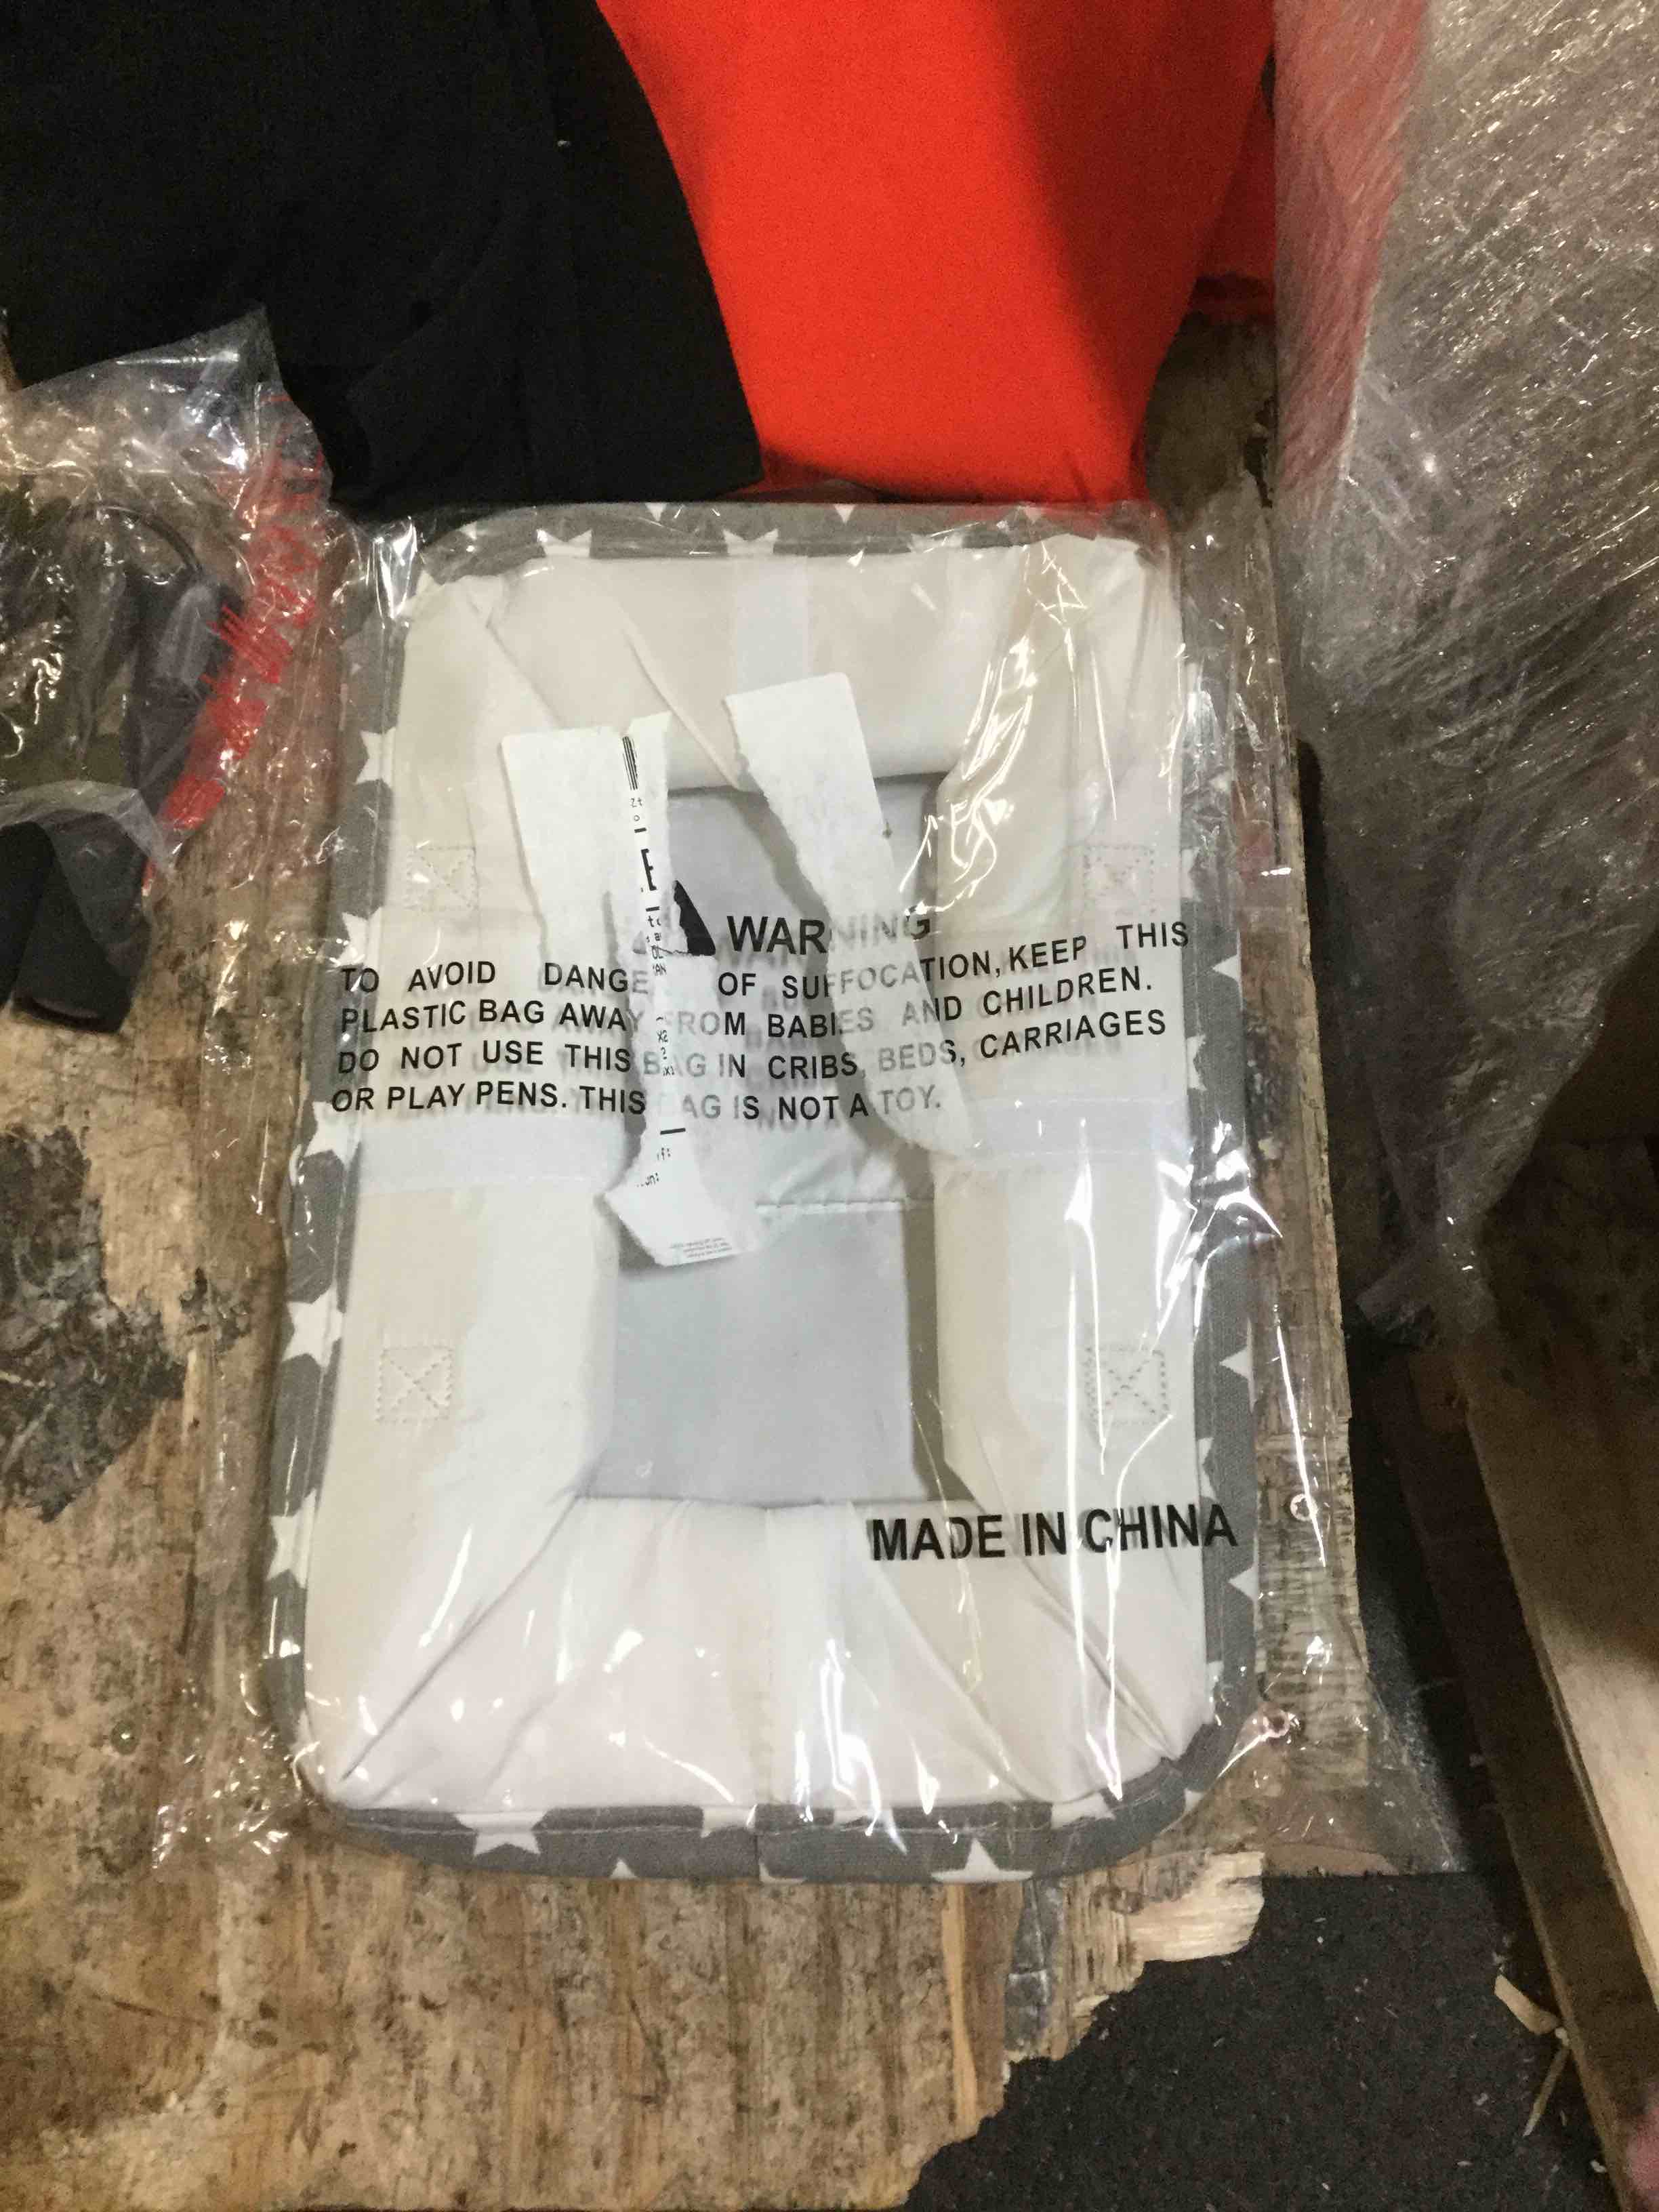 WARNING
TO AVOID DANGE OF SUFFOCATION, KEEP THIS
PLASTIC BAG AWAY FROM BABIES AND CHILDREN.
DO NOT USE THIS BAG IN CRIBS, BEDS, CARRIAGES
OR PLAY PENS. THIS BAG IS NOT A TOY.
MADE IN CHINA